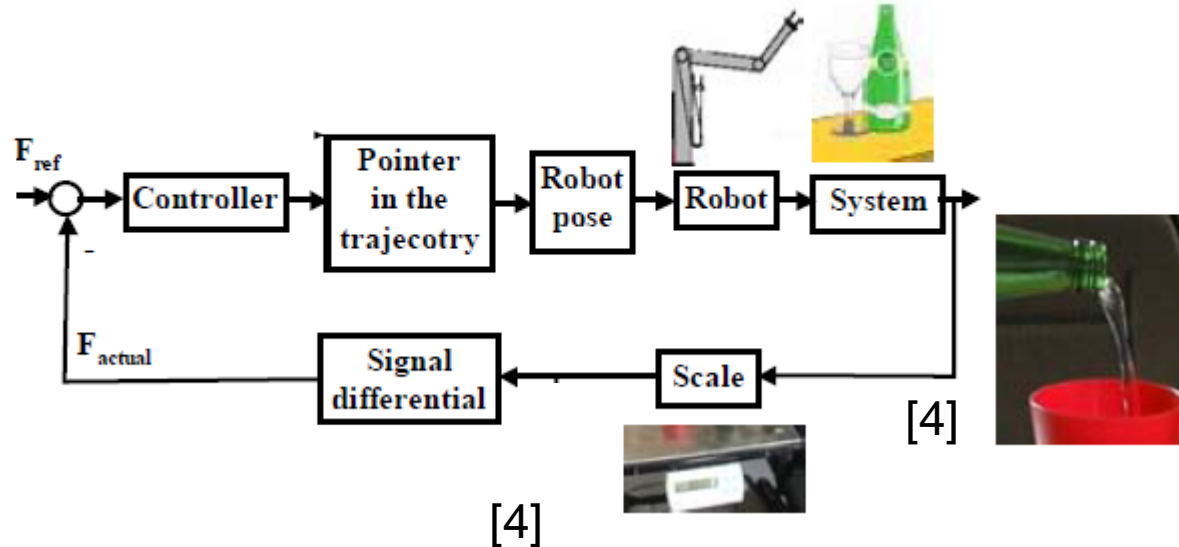 F ref
Controller
Pointer
in the
trajecotry
Robot
pose
Robot
System
-
F actual
Signal
differential
Scale
[4]
[4]